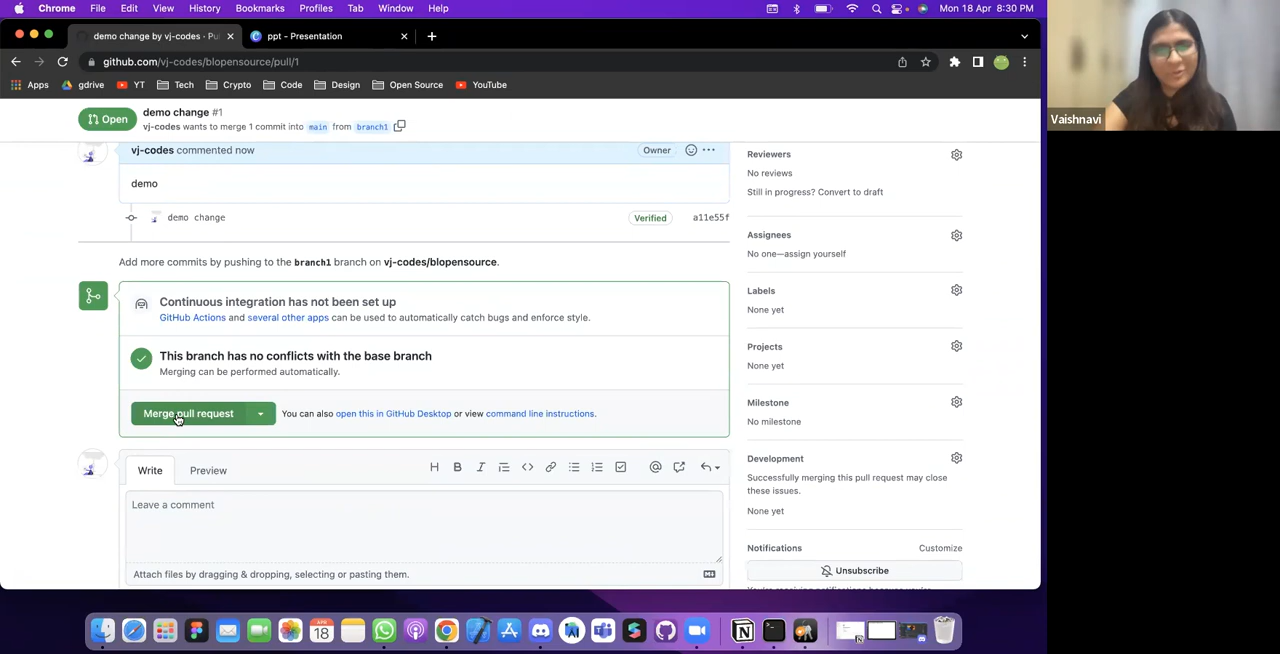 Chrome File Edit View History Bookmarks Profiles Tab Window Help Mon 18 Apr 8:30 PM
demo change by vj-codes · Pul ppt - Presentation
github.com/vj-codes/blopensource/pull/1
Apps gdrive YT Tech Crypto Code Design Open Source YouTube
Open demo change #1
vj-codes wants to merge 1 commit into main from branch1
vj-codes commented now Owner
demo
demo change Verified a11e55f
Add more commits by pushing to the branch1 branch on vj-codes/blopensource.
Continuous integration has not been set up
GitHub Actions and several other apps can be used to automatically catch bugs and enforce style.
This branch has no conflicts with the base branch
Merging can be performed automatically.
Merge pull request You can also open this in GitHub Desktop or view command line instructions.
Write Preview
Leave a comment
Attach files by dragging & dropping, selecting or pasting them.
Reviewers
No reviews
Still in progress? Convert to draft
Assignees
No one—assign yourself
Labels
None yet
Projects
None yet
Milestone
No milestone
Development
Successfully merging this pull request may close
these issues.
None yet
Notifications Customize
Unsubscribe
APR
18
Vaishnavi